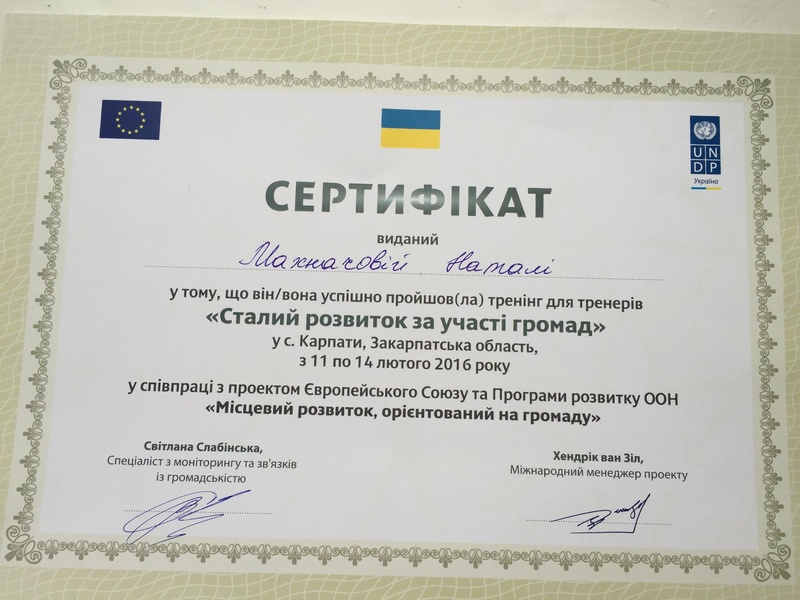 UNDP
Україна
СЕРТИФІКАТ
виданий
Махначовій Наталі
у тому, що він/вона успішно пройшов(ла) тренінг для тренерів
«Сталий розвиток за участі громад»
у с. Карпати, Закарпатська область,
з 11 по 14 лютого 2016 року
у співпраці з проектом Європейського Союзу та Програми розвитку ООН
«Місцевий розвиток, орієнтований на громаду»
Світлана Слабінська,
Спеціаліст з моніторингу та зв'язків
із громадськістю
Хендрік ван Зіл,
Міжнародний менеджер проекту